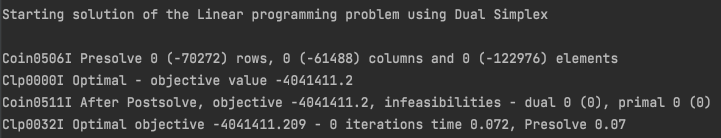 Starting solution of the Linear programming problem using Dual Simplex
Coin0506I Presolve 0 (-70272) rows, 0 (-61488) columns and 0 (-122976) elements
Clp0000I Optimal - objective value -4041411.2
Coin0511I After Postsolve, objective -4041411.2, infeasibilities - dual 0 (0), primal 0 (0)
Clp0032I Optimal objective -4041411.209 - 0 iterations time 0.072, Presolve 0.07